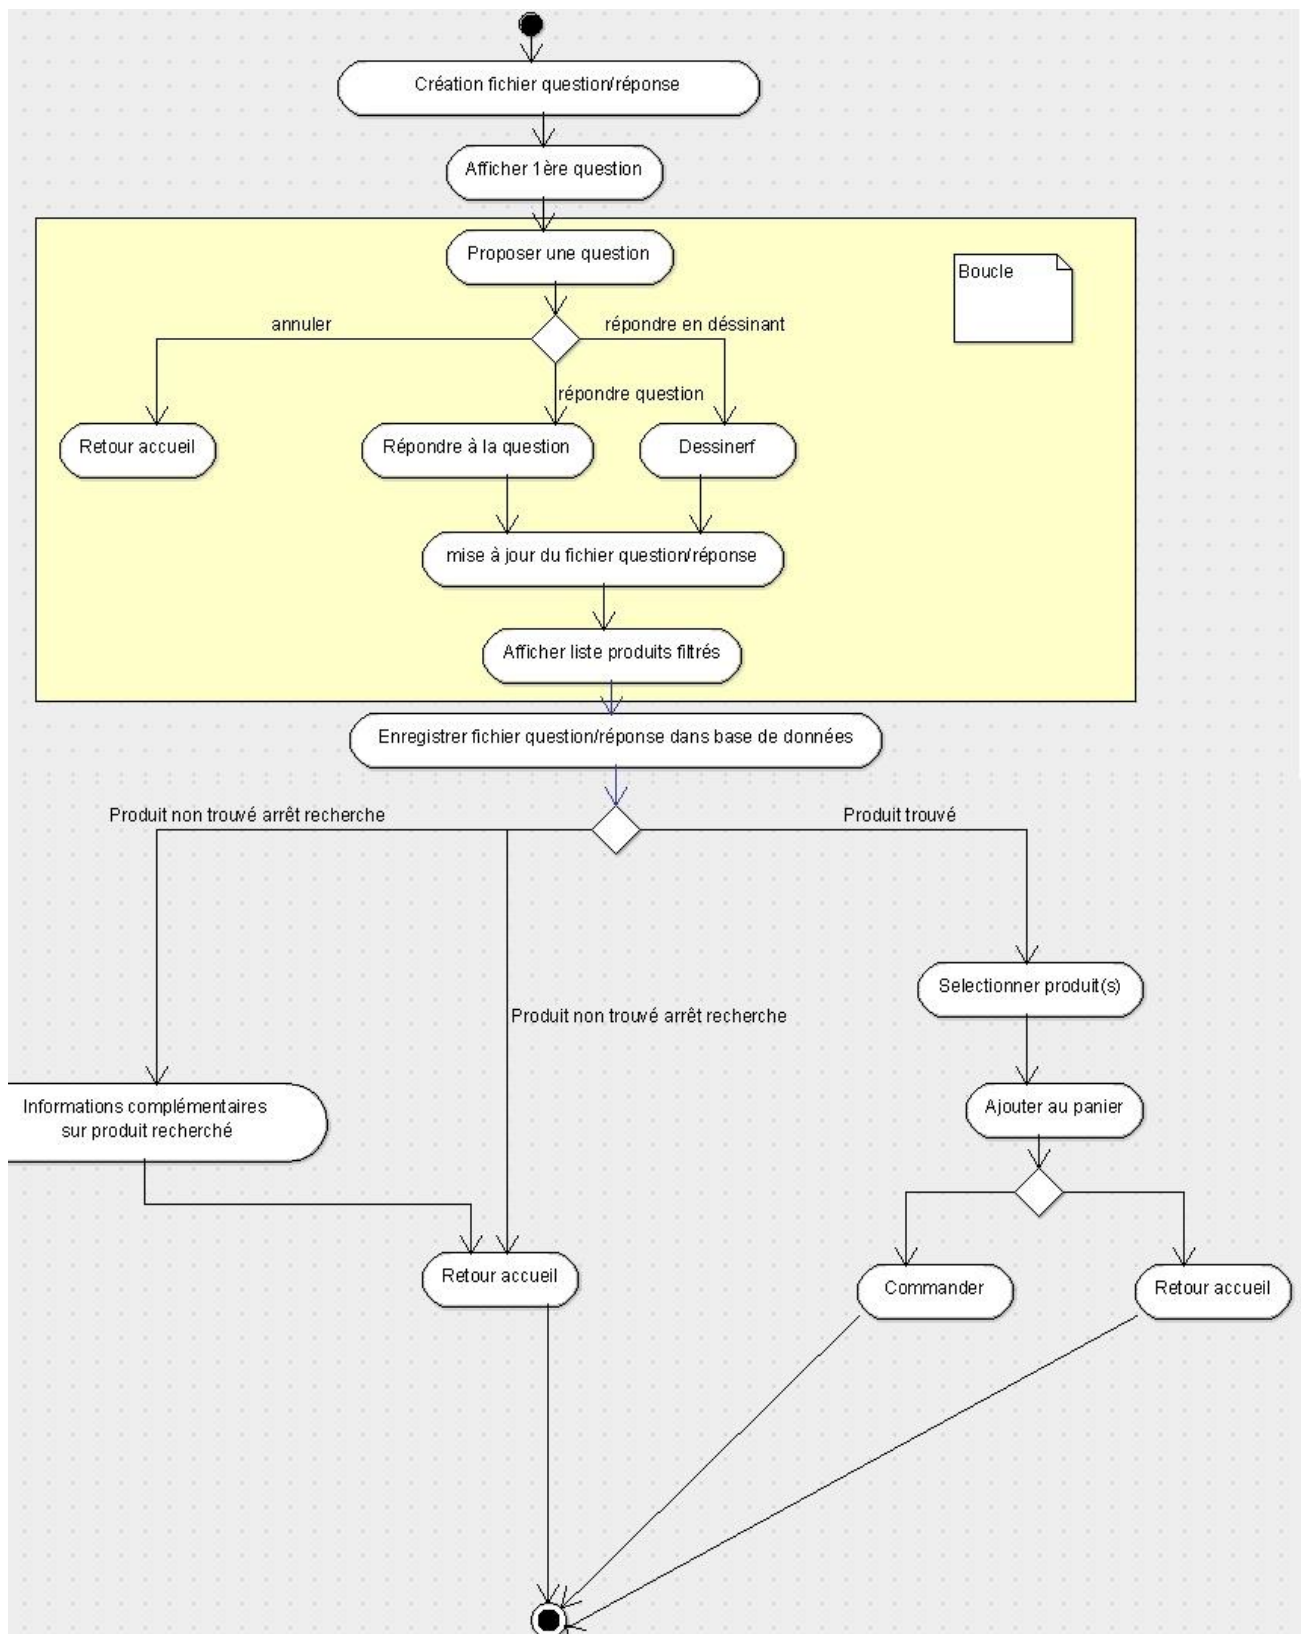 Création fichier question/réponse
Afficher 1ère question
Proposer une question
Boucle
annuler
répondre en déssinant
répondre question
Retour accueil
Répondre à la question
Dessinerf
mise à jour du fichier question/réponse
Afficher liste produits filtrés
Enregistrer fichier question/réponse dans base de données
Produit non trouvé arrêt recherche
Produit trouvé
Selectionner produit(s)
Produit non trouvé arrêt recherche
Informations complémentaires
sur produit recherché
Ajouter au panier
Retour accueil
Commander
Retour accueil